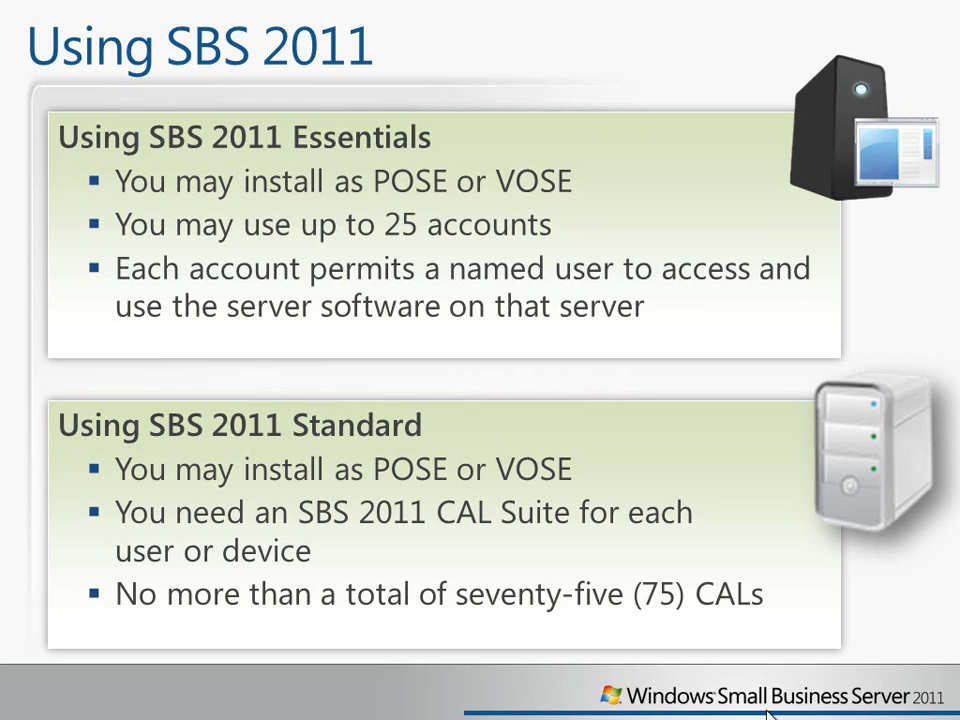 Using SBS 2011
Using SBS 2011 Essentials
▪ You may install as POSE or VOSE
▪ You may use up to 25 accounts
▪ Each account permits a named user to access and
use the server software on that server
Using SBS 2011 Standard
▪ You may install as POSE or VOSE
▪ You need an SBS 2011 CAL Suite for each
user or device
▪ No more than a total of seventy-five (75) CALs
Windows Small Business Server 2011